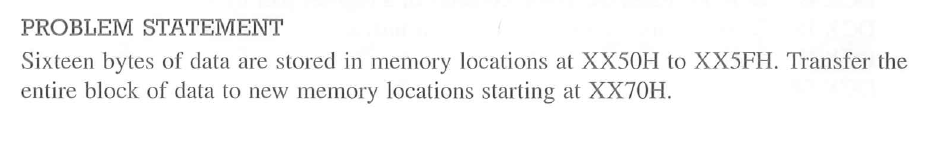 PROBLEM STATEMENT
Sixteen bytes of data are stored in memory locations at XX50H to XX5FH. Transfer the
entire block of data to new memory locations starting at XX70H.